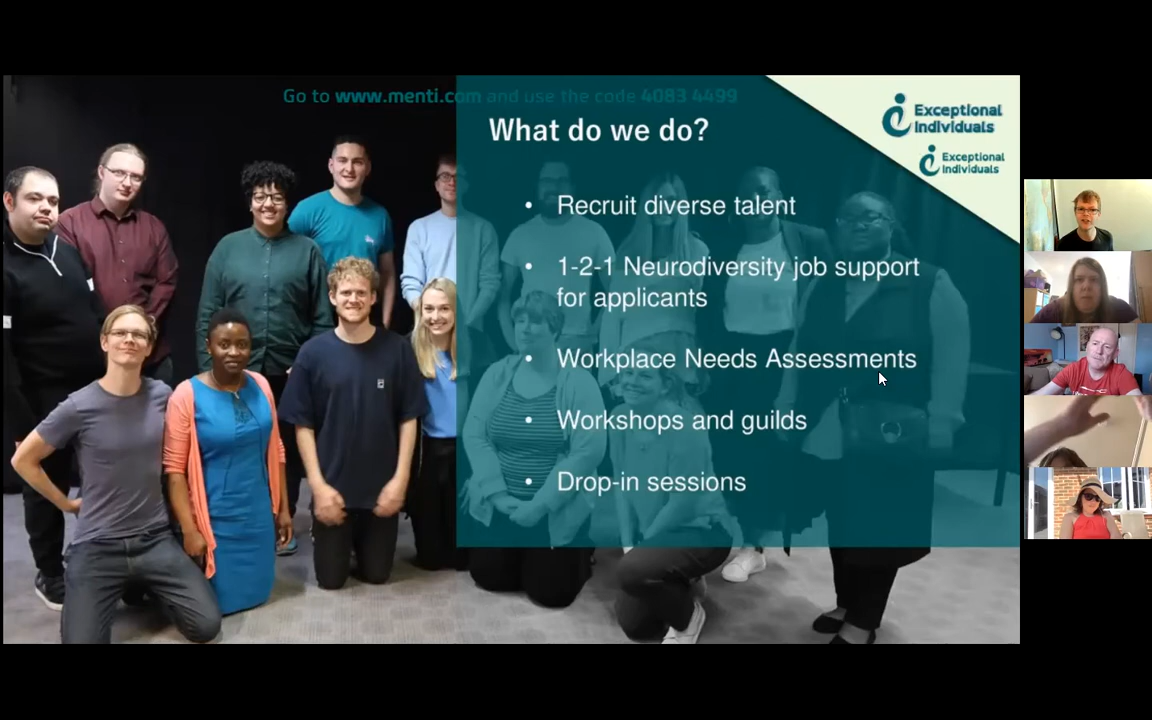 Go to www.menti.com and use the code 4083 4499
What do we do?
Exceptional
Individuals
Exceptional
Individuals
• Recruit diverse talent
• 1-2-1 Neurodiversity job support
for applicants
• Workplace Needs Assessments
• Workshops and guilds
• Drop-in sessions